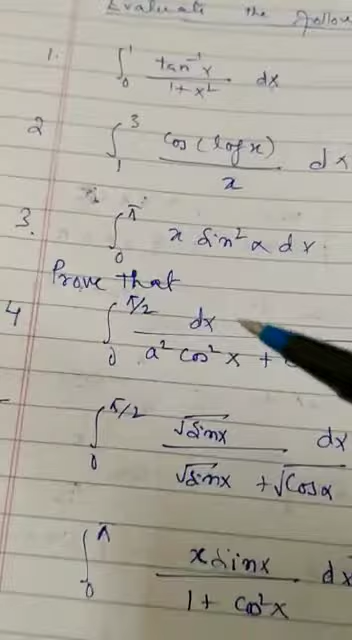 Evaluate the follow
1. ∫₀¹ tan⁻¹x / 1+x² dx
2 ∫₁³ cos(log x) / x dx
3. ∫₀^π x sin²x dx.
Prove that
4 ∫₀^π/2 dx / a² cos² x +
∫₀^π/2 √sinx / √sinx + √cosx dx
∫₀^π x sinx / 1 + cos²x dx